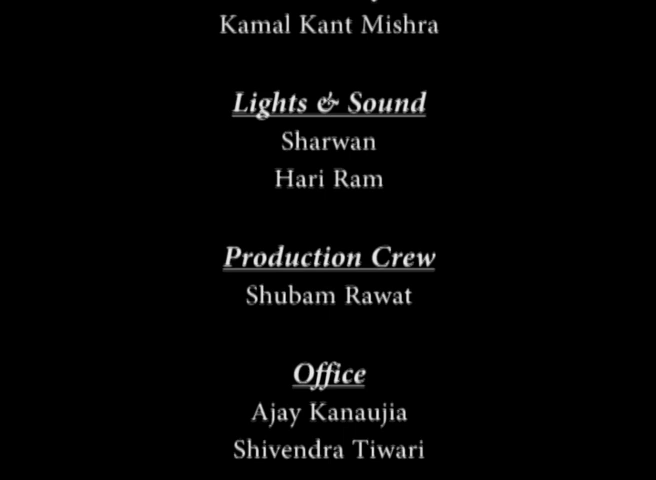 Kamal Kant Mishra
Lights & Sound
Sharwan
Hari Ram
Production Crew
Shubam Rawat
Office
Ajay Kanaujia
Shivendra Tiwari